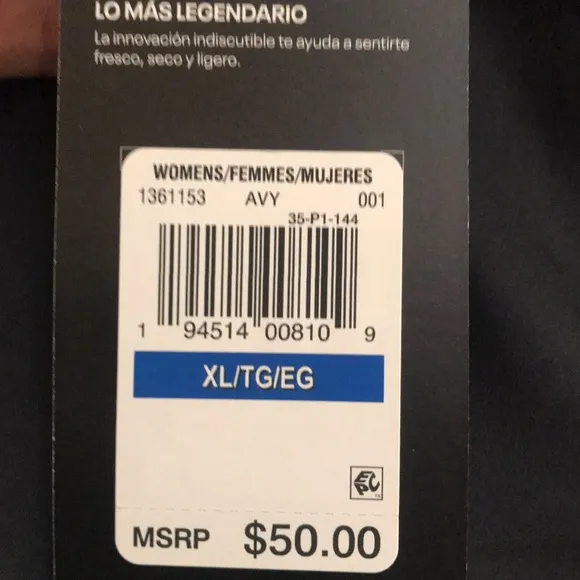 LO MÁS LEGENDARIO
La innovación indiscutible te ayuda a sentirte
fresco, seco y ligero.
WOMENS/FEMMES/MUJERES
1361153 AVY 001
35-P1-144
1 94514 00810 9
XL/TG/EG
EPC
MSRP $50.00